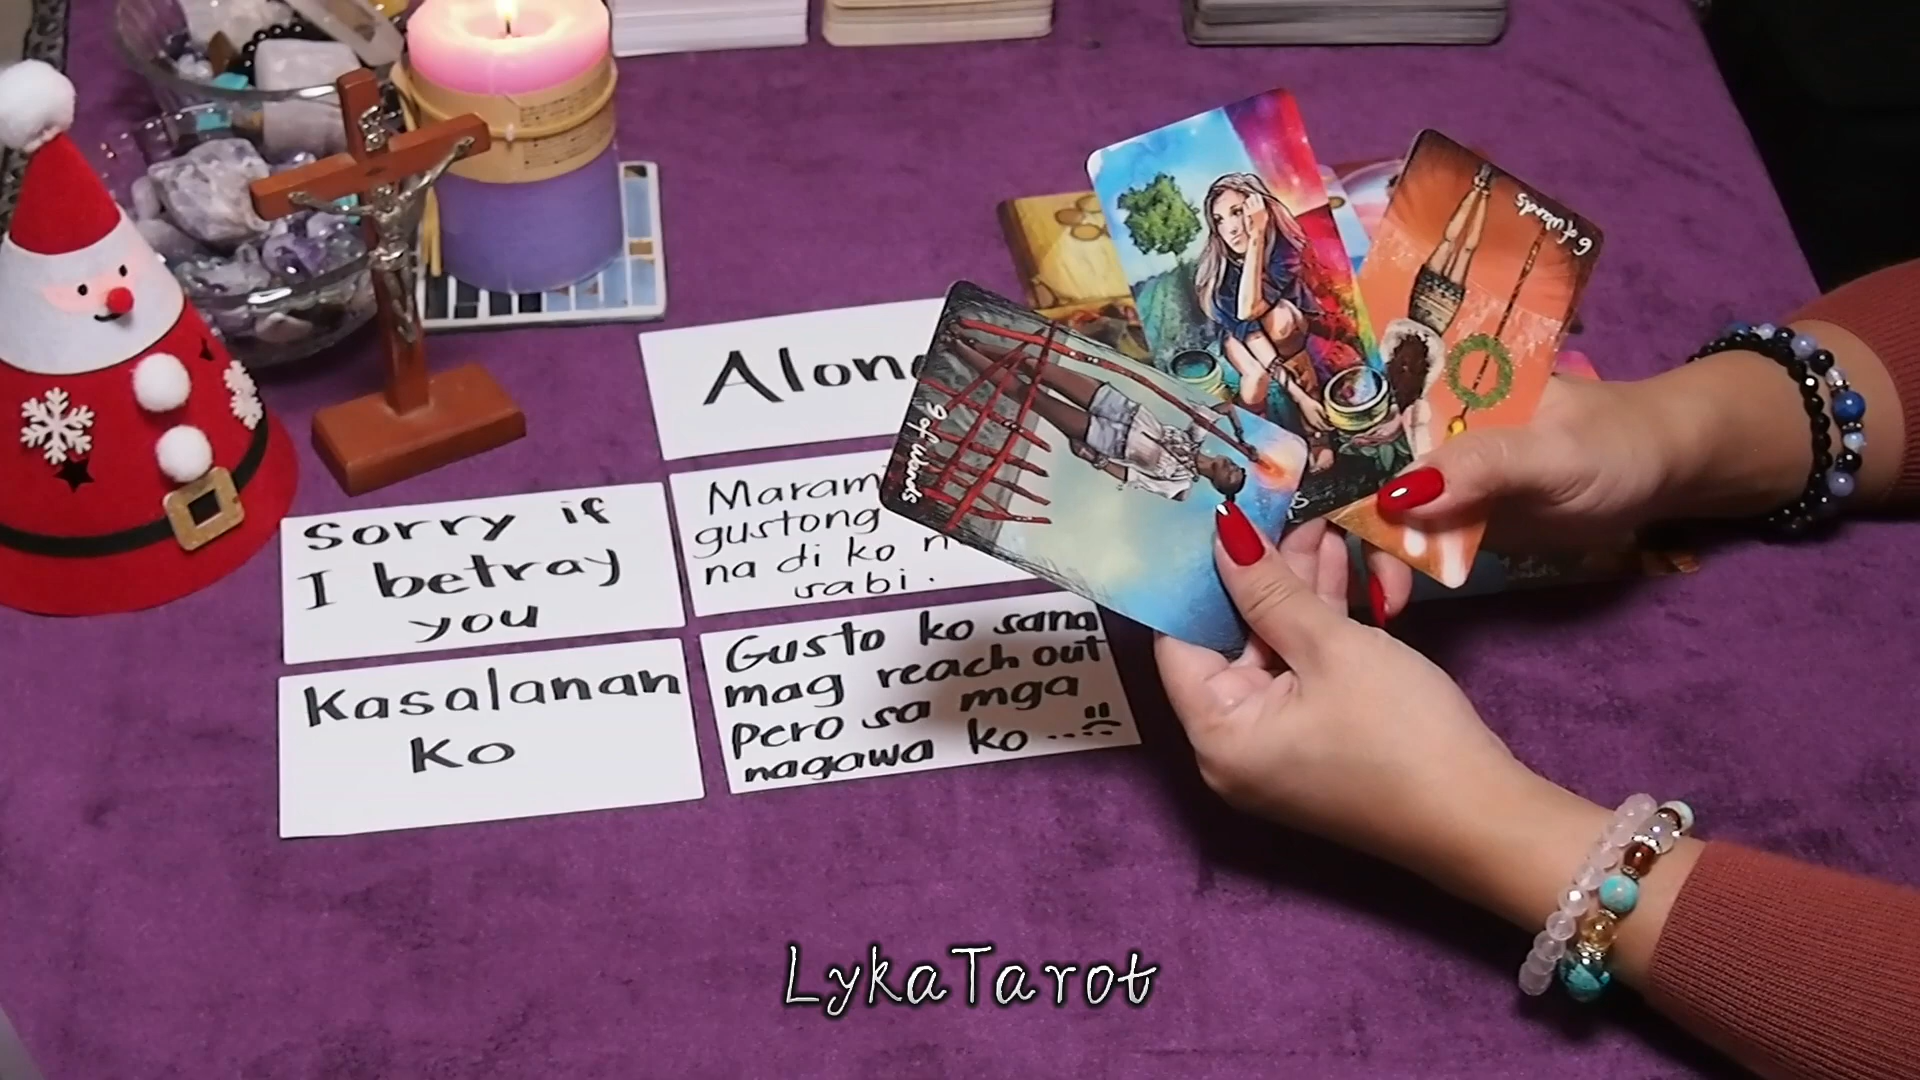 Alone
Sorry if
I betray
you
gustong
na di ko
sabi.
Kasalanan
Ko
Gusto ko sana
mag reach out
pero sa mga
nagawa ko ....
9 of Wands
6 of Wands
LykaTarot